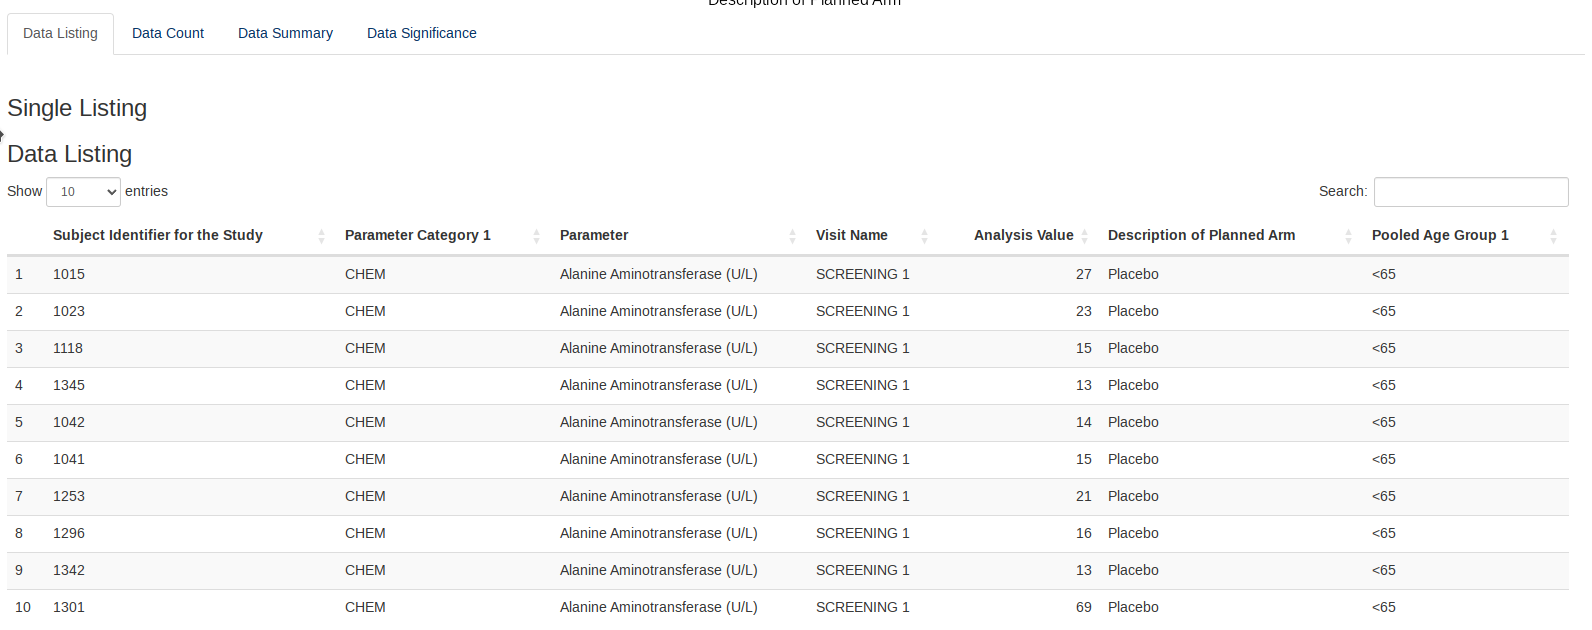 Description of Planned Arm
Data Listing Data Count Data Summary Data Significance
Single Listing
Data Listing
Show 10 entries Search:
Subject Identifier for the Study Parameter Category 1 Parameter Visit Name Analysis Value Description of Planned Arm Pooled Age Group 1
1 1015 CHEM Alanine Aminotransferase (U/L) SCREENING 1 27 Placebo <65
2 1023 CHEM Alanine Aminotransferase (U/L) SCREENING 1 23 Placebo <65
3 1118 CHEM Alanine Aminotransferase (U/L) SCREENING 1 15 Placebo <65
4 1345 CHEM Alanine Aminotransferase (U/L) SCREENING 1 13 Placebo <65
5 1042 CHEM Alanine Aminotransferase (U/L) SCREENING 1 14 Placebo <65
6 1041 CHEM Alanine Aminotransferase (U/L) SCREENING 1 15 Placebo <65
7 1253 CHEM Alanine Aminotransferase (U/L) SCREENING 1 21 Placebo <65
8 1296 CHEM Alanine Aminotransferase (U/L) SCREENING 1 16 Placebo <65
9 1342 CHEM Alanine Aminotransferase (U/L) SCREENING 1 13 Placebo <65
10 1301 CHEM Alanine Aminotransferase (U/L) SCREENING 1 69 Placebo <65